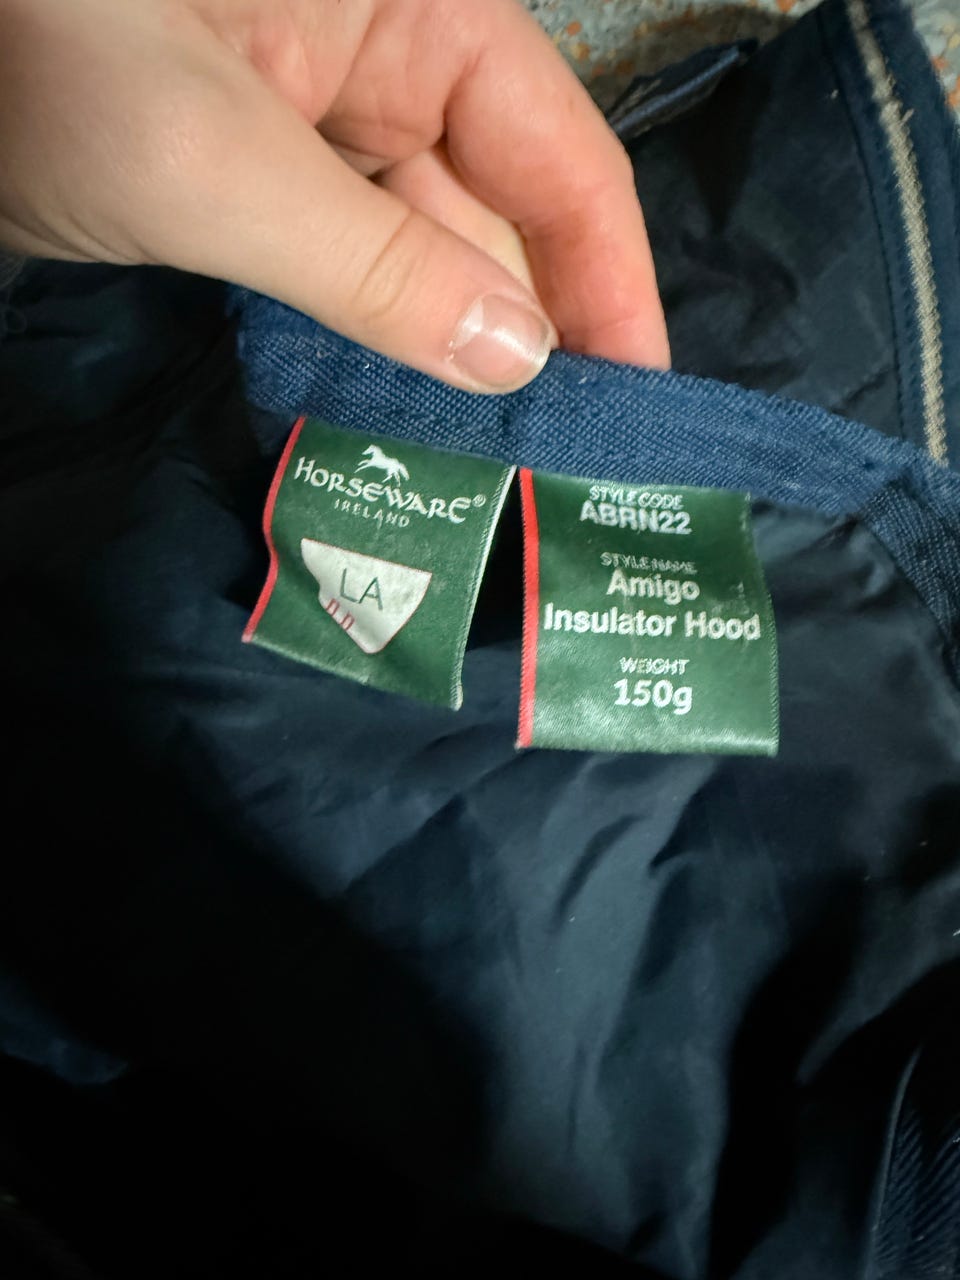 HORSEWARE®
IRELAND
LA
STYLE CODE
ABRN22
STYLE NAME
Amigo
Insulator Hood
WEIGHT
150g